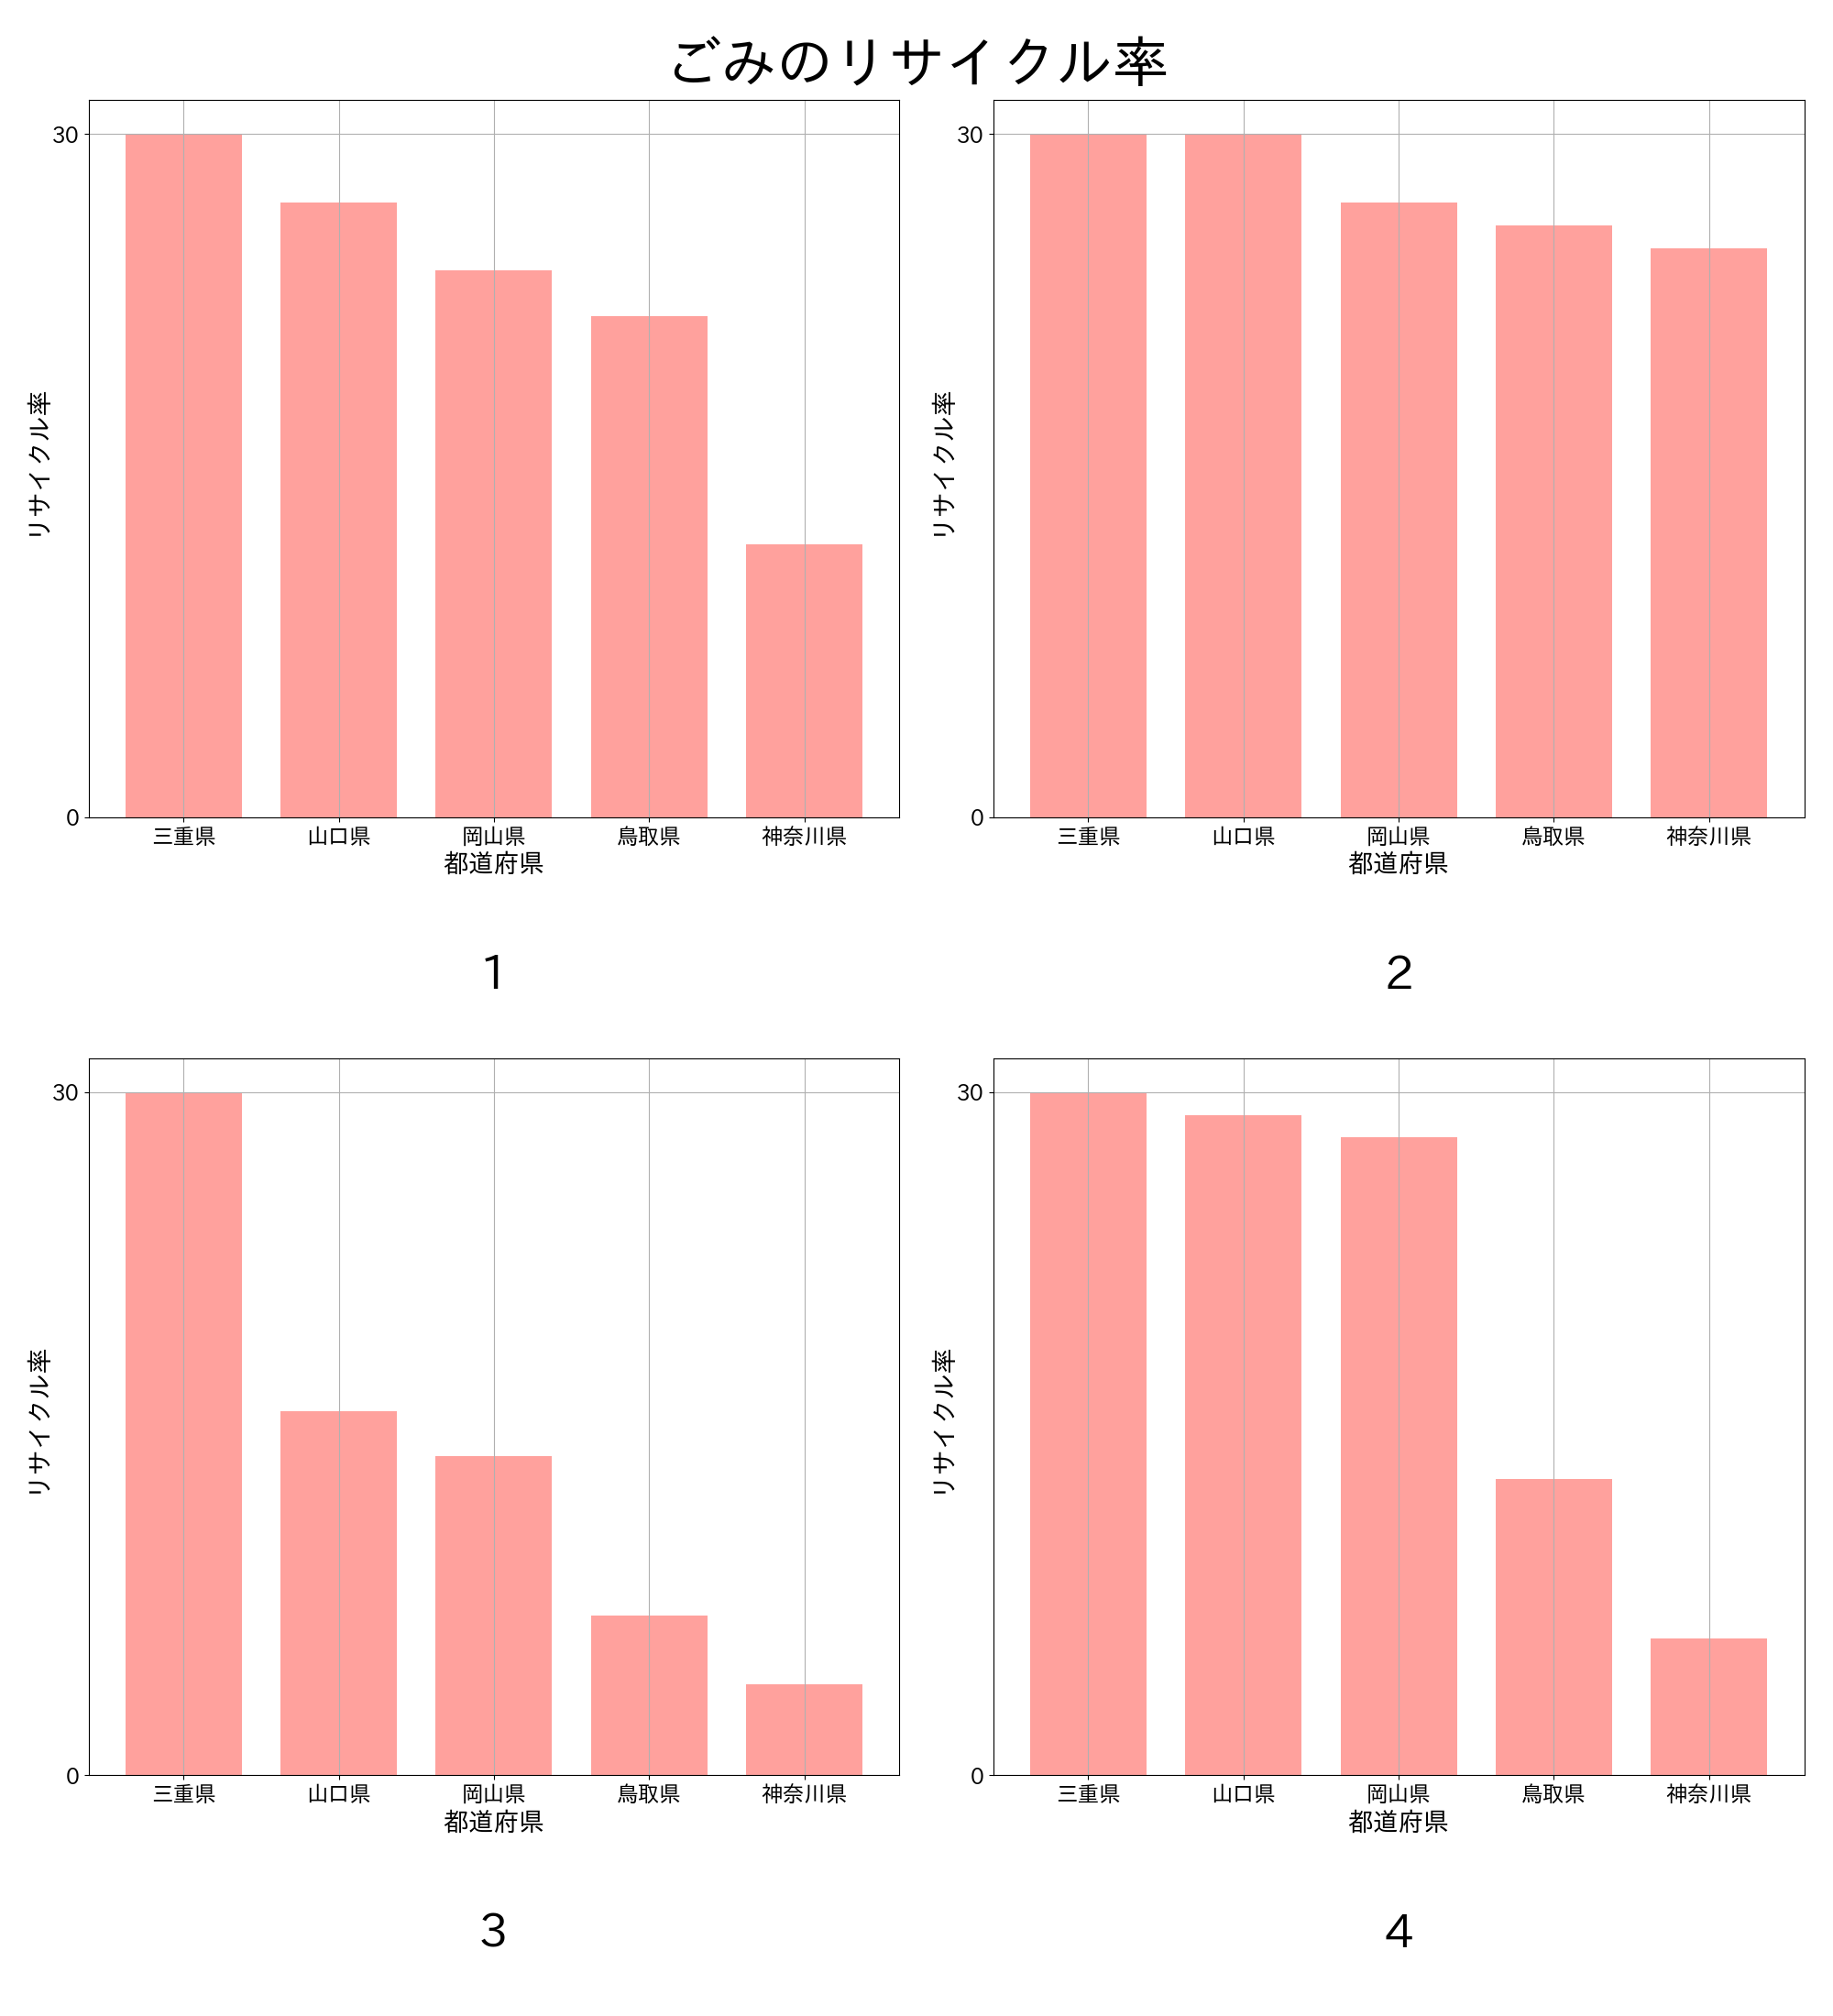 ごみのリサイクル率
30
0
リサイクル率
三重県 山口県 岡山県 鳥取県 神奈川県
都道府県
1
30
0
リサイクル率
三重県 山口県 岡山県 鳥取県 神奈川県
都道府県
2
30
0
リサイクル率
三重県 山口県 岡山県 鳥取県 神奈川県
都道府県
3
30
0
リサイクル率
三重県 山口県 岡山県 鳥取県 神奈川県
都道府県
4